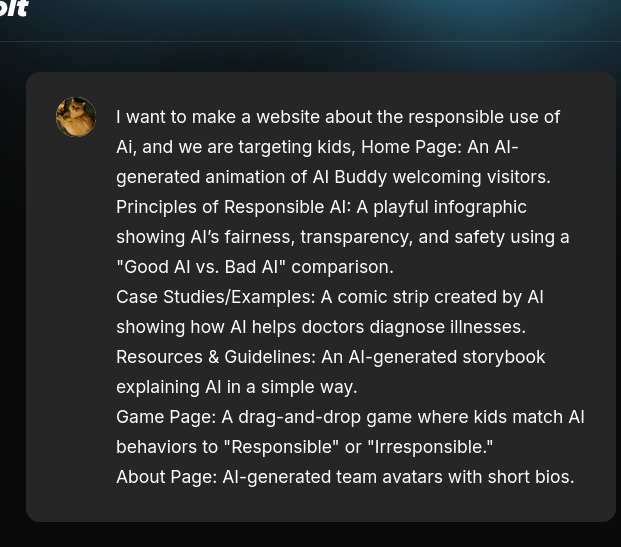 olt
I want to make a website about the responsible use of
Ai, and we are targeting kids, Home Page: An AI-
generated animation of AI Buddy welcoming visitors.
Principles of Responsible AI: A playful infographic
showing AI’s fairness, transparency, and safety using a
"Good AI vs. Bad AI" comparison.
Case Studies/Examples: A comic strip created by AI
showing how AI helps doctors diagnose illnesses.
Resources & Guidelines: An AI-generated storybook
explaining AI in a simple way.
Game Page: A drag-and-drop game where kids match AI
behaviors to "Responsible" or "Irresponsible."
About Page: AI-generated team avatars with short bios.